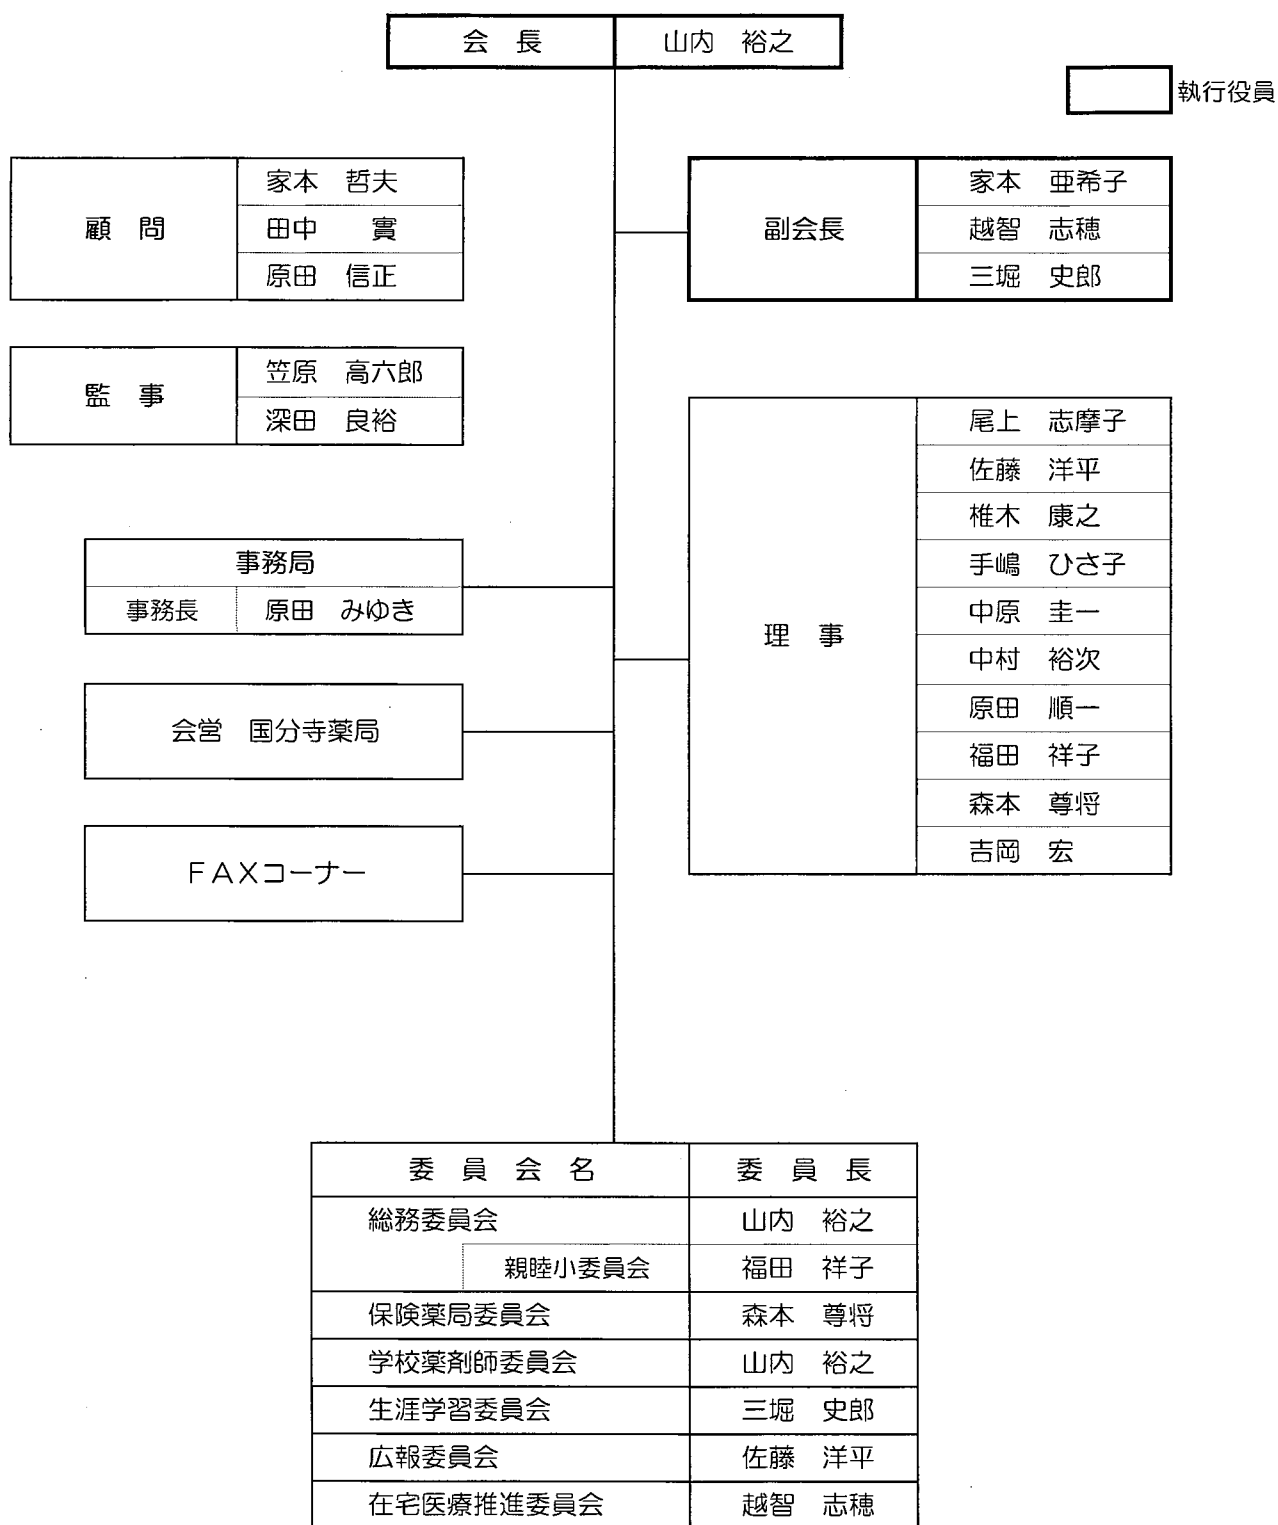 会 長 山内 裕之
執行役員
顧 問
家本 哲夫
田中 實
原田 信正
副会長
家本 亜希子
越智 志穂
三堀 史郎
監 事
笠原 高六郎
深田 良裕
事務局
事務長 原田 みゆき
会営 国分寺薬局
FAXコーナー
理 事
尾上 志摩子
佐藤 洋平
椎木 康之
手嶋 ひさ子
中原 圭一
中村 裕次
原田 順一
福田 祥子
森本 尊将
吉岡 宏
委 員 会 名 委 員 長
総務委員会 山内 裕之
親睦小委員会 福田 祥子
保険薬局委員会 森本 尊将
学校薬剤師委員会 山内 裕之
生涯学習委員会 三堀 史郎
広報委員会 佐藤 洋平
在宅医療推進委員会 越智 志穂